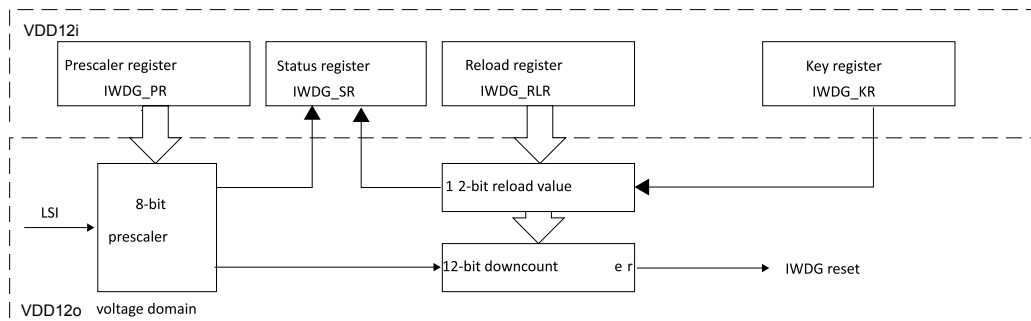 VDD12i
Prescaler register
IWDG_PR
Status register
IWDG_SR
Reload register
IWDG_RLR
Key register
IWDG_KR
LSI
8-bit
prescaler
1 2-bit reload value
12-bit downcount e r
IWDG reset
VDD12o voltage domain